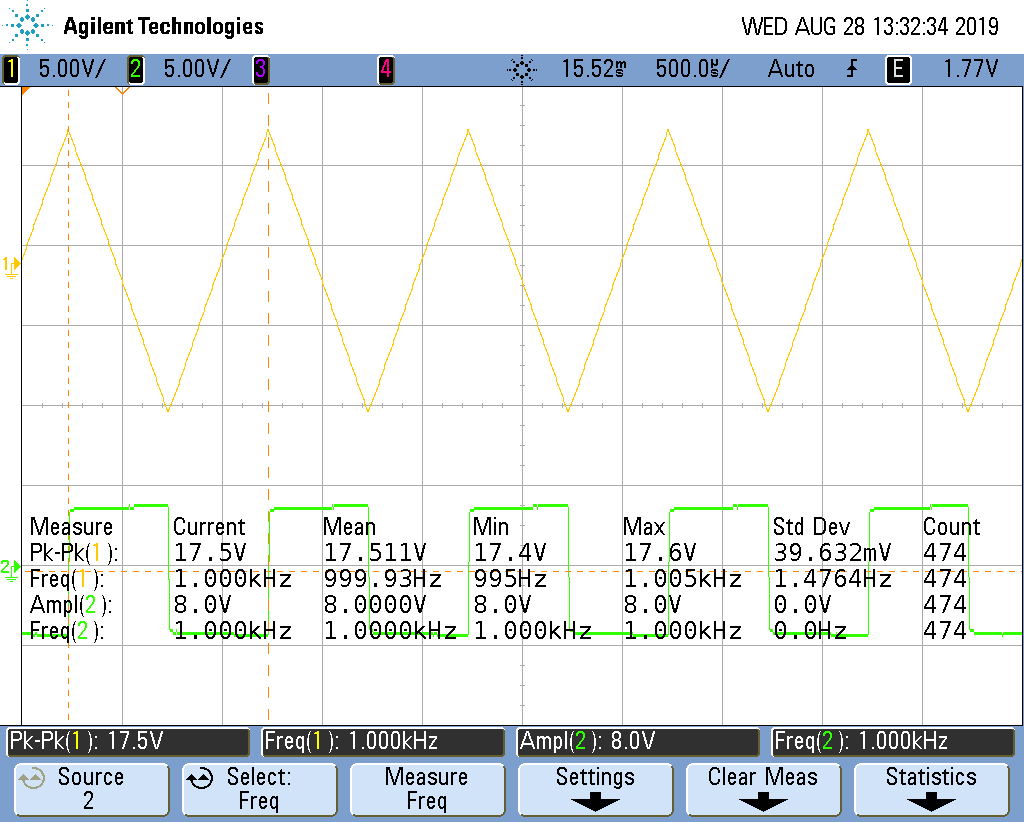 Agilent Technologies WED AUG 28 13:32:34 2019
1 5.00V/ 2 5.00V/ 3 4 15.52ms 500.0µs/ Auto E 1.77V
1
2
Measure Current Mean Min Max Std Dev Count
Pk-Pk(1): 17.5V 17.511V 17.4V 17.6V 39.632mV 474
Freq(1): 1.000kHz 999.93Hz 995Hz 1.005kHz 1.4764Hz 474
Ampl(2): 8.0V 8.0000V 8.0V 8.0V 0.0V 474
Freq(2): 1.000kHz 1.0000kHz 1.000kHz 1.000kHz 0.0Hz 474
Pk-Pk(1): 17.5V Freq(1): 1.000kHz Ampl(2): 8.0V Freq(2): 1.000kHz
Source Select: Measure Settings Clear Meas Statistics
2 Freq Freq